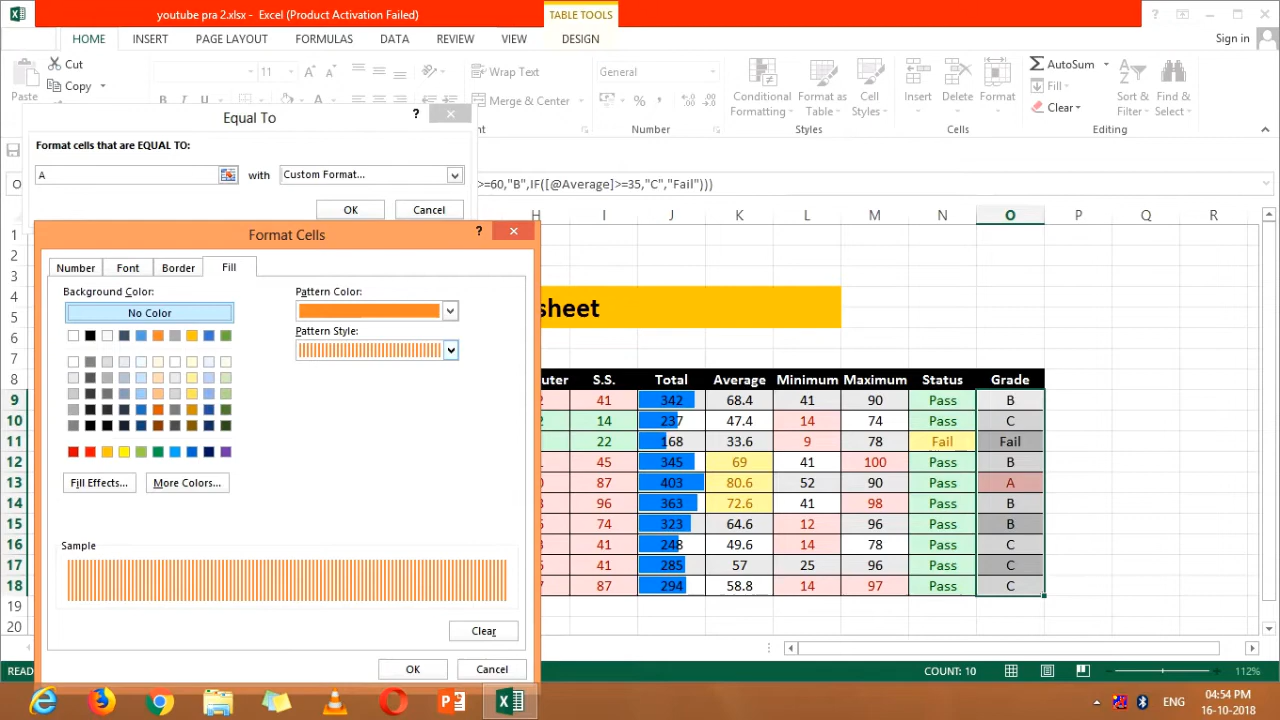 youtube pra 2.xlsx - Excel (Product Activation Failed)
TABLE TOOLS
?
HOME INSERT PAGE LAYOUT FORMULAS DATA REVIEW VIEW DESIGN
Sign in
Paste
Cut
Copy
11 A A
B I U A
Wrap Text
Merge & Center
General
%
Number
Conditional Formatting
Format as Table
Cell Styles
Styles
Insert
Delete
Format
Cells
AutoSum
Fill
Clear
Sort & Filter
Find & Select
Editing
Equal To
?
Format cells that are EQUAL TO:
A
with
Custom Format...
OK
Cancel
>=60,"B",IF([@Average]>=35,"C","Fail")))
Format Cells
?
Number
Font
Border
Fill
Background Color:
No Color
Fill Effects...
More Colors...
Pattern Color:
Pattern Style:
Sample
Clear
OK
Cancel
H I J K L M N O P Q R
1
2
3
4
sheet
5
6
7
8 uter S.S. Total Average Minimum Maximum Status Grade
9 2 41 342 68.4 41 90 Pass B
10 2 14 237 47.4 14 74 Pass C
11 22 168 33.6 9 78 Fail Fail
12 45 345 69 41 100 Pass B
13 0 87 403 80.6 52 90 Pass A
14 96 363 72.6 41 98 Pass B
15 74 323 64.6 12 96 Pass B
16 41 248 49.6 14 78 Pass C
17 41 285 57 25 96 Pass C
18 87 294 58.8 14 97 Pass C
19
20
READ
COUNT: 10
112%
ENG
04:54 PM
16-10-2018